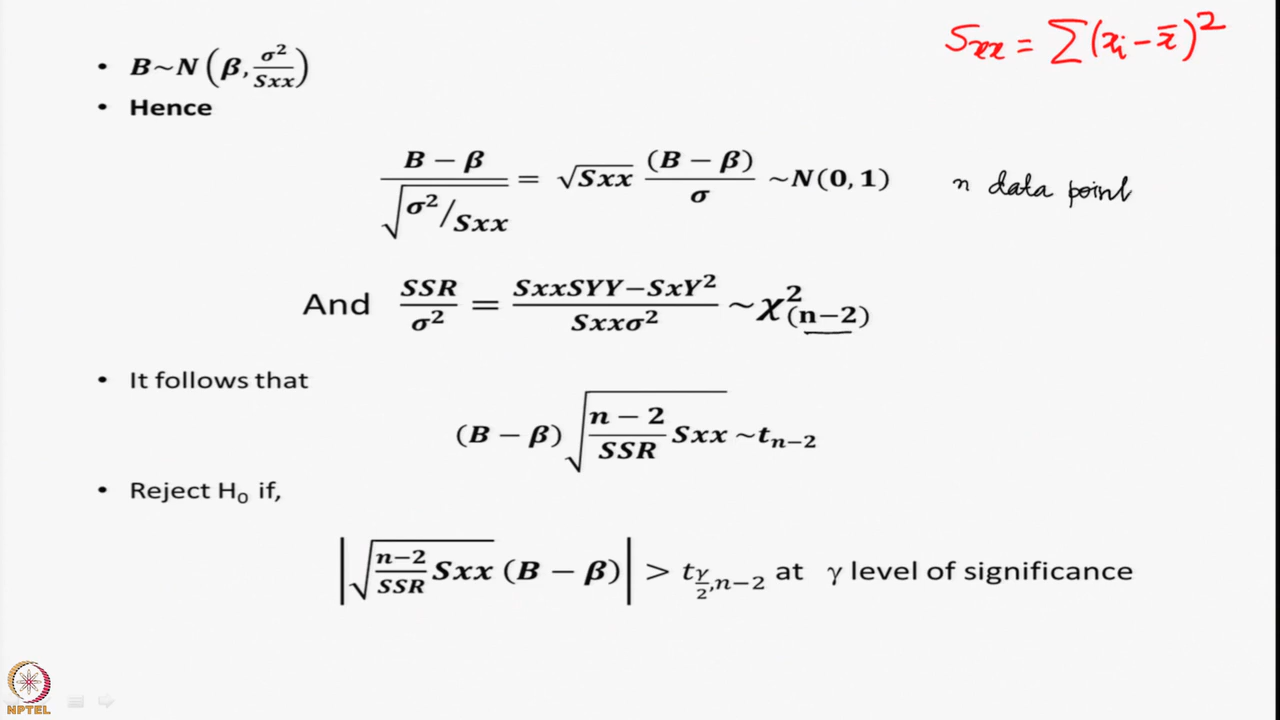 Sxx = ∑(xᵢ − x̄)²
• B~N(β, σ²/Sxx)
• Hence
(B − β)/√(σ²/Sxx) = √Sxx (B − β)/σ ~N(0, 1) n data point
And SSR/σ² = (SxxSYY−SxY²)/(Sxxσ²) ~χ²(n−2)
• It follows that
(B − β)√((n − 2)/SSR Sxx) ~tₙ₋₂
• Reject H₀ if,
|√((n−2)/SSR Sxx) (B − β)| > t_(γ/2,n−2) at γ level of significance
NPTEL